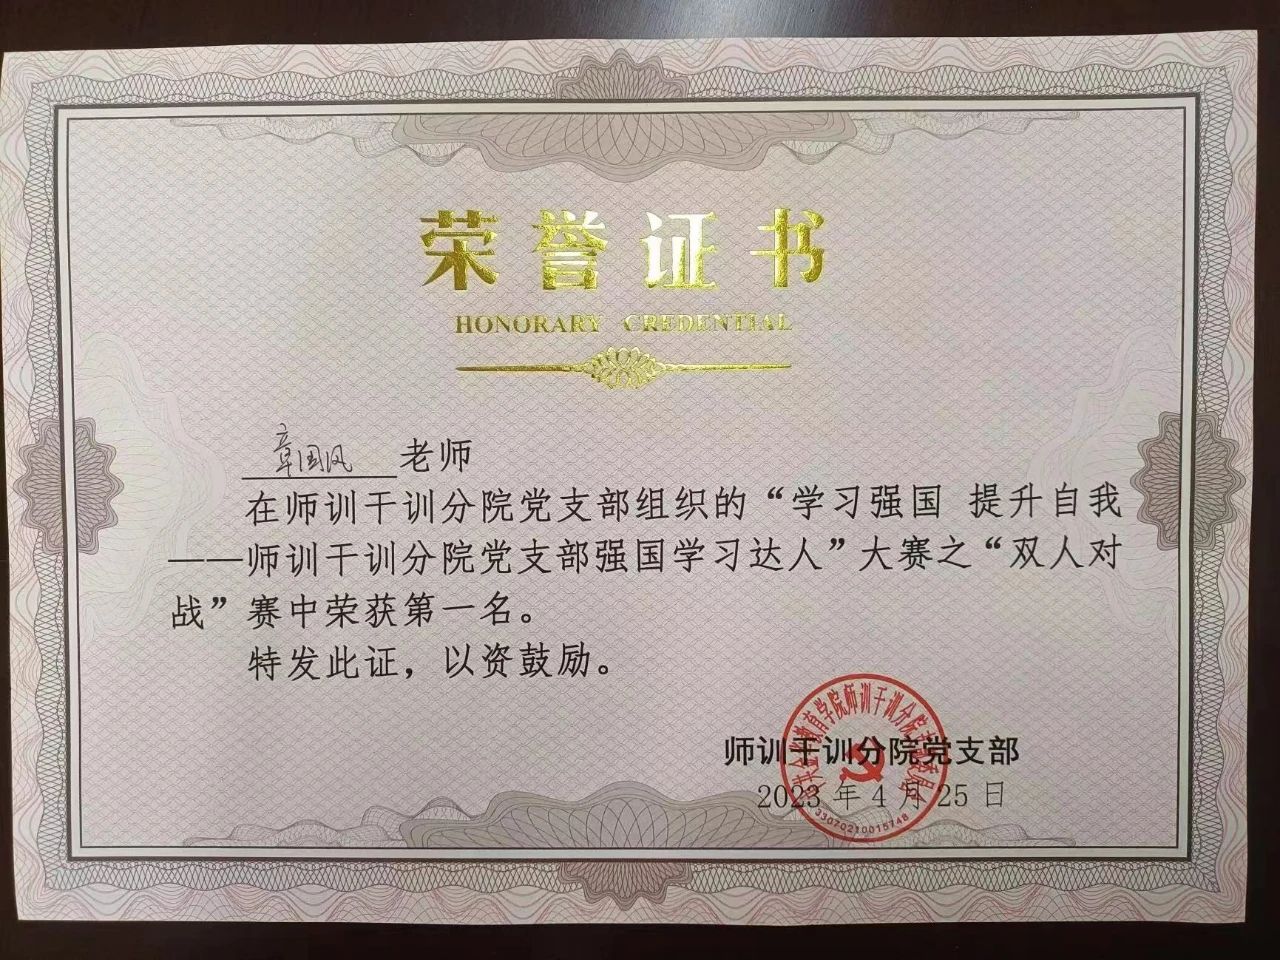 荣誉证书
HONORARY CREDENTIAL
章国凤 老师
在师训干训分院党支部组织的“学习强国 提升自我
——师训干训分院党支部强国学习达人”大赛之“双人对
战”赛中荣获第一名。
特发此证，以资鼓励。
师训干训分院党支部
2023年4月25日
33070210015748